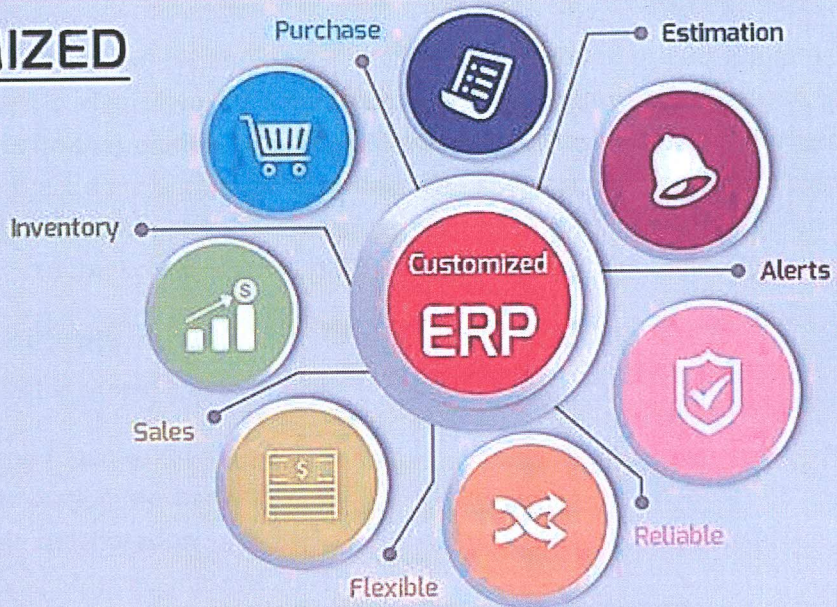 IZED
Purchase
Estimation
Inventory
Customized
ERP
Alerts
Sales
Reliable
Flexible